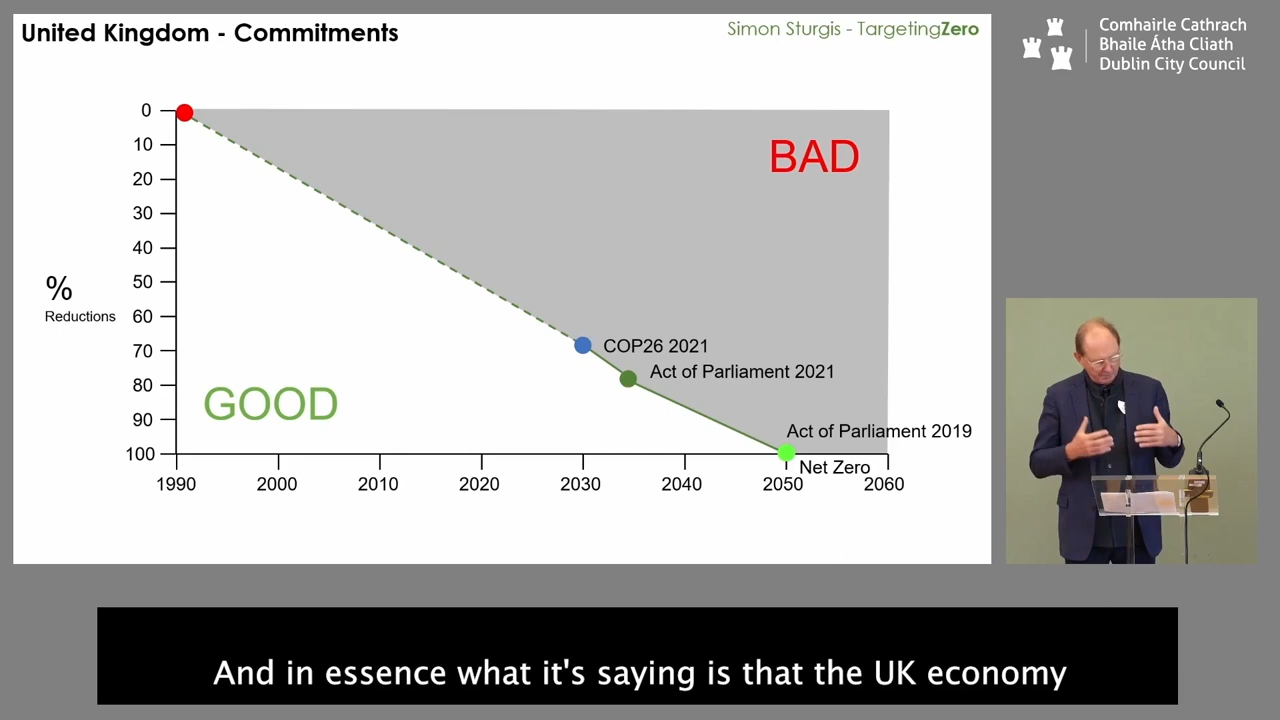 United Kingdom - Commitments
Simon Sturgis - TargetingZero
Comhairle Cathrach
Bhaile Átha Cliath
Dublin City Council
0
10
20
30
40
50
60
70
80
90
100
%
Reductions
BAD
GOOD
COP26 2021
Act of Parliament 2021
Act of Parliament 2019
Net Zero
1990
2000
2010
2020
2030
2040
2050
2060
And in essence what it's saying is that the UK economy